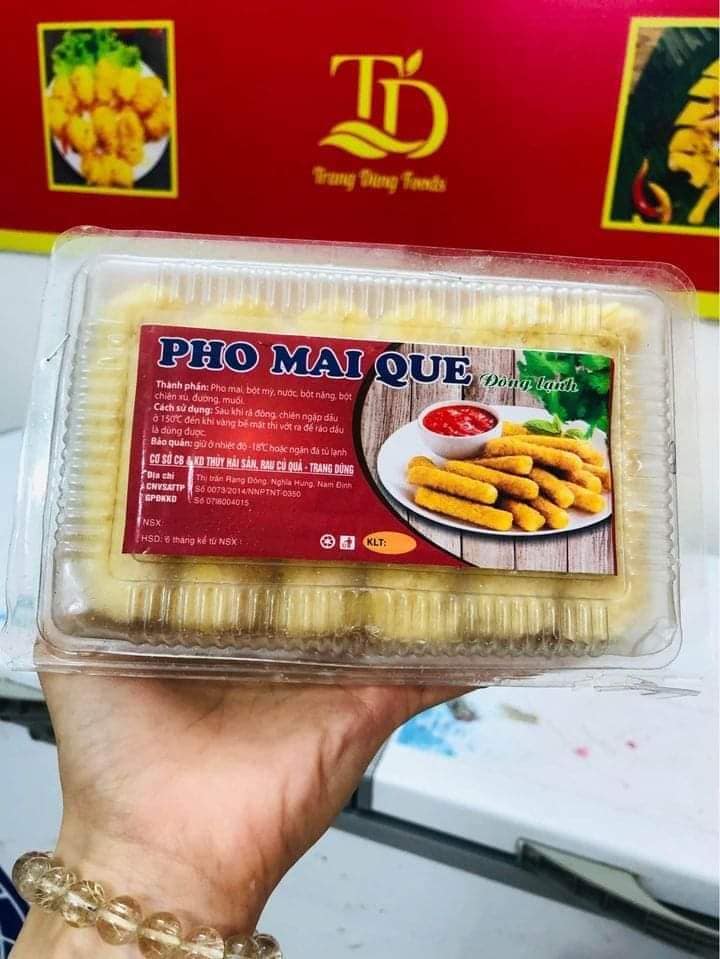 TD
Trang Dũng Foods
PHO MAI QUE Đông lạnh
Thành phần: Pho mai, bột mỳ, nước, bột năng, bột
chiên xù, đường, muối.
Cách sử dụng: Sau khi rã đông, chiên ngập dầu
ở 150°C đến khi vàng bề mặt thì vớt ra để ráo dầu
là dùng được.
Bảo quản: giữ ở nhiệt độ -18°C hoặc ngăn đá tủ lạnh
CƠ SỞ CB & KD THỦY HẢI SẢN, RAU CỦ QUẢ - TRANG DŨNG
Địa chỉ Thị trấn Rạng Đông, Nghĩa Hưng, Nam Định
CNVSATTP Số 0073/2014/NNPTNT-0350
GPĐKKD Số 07I8004015
NSX:
HSD: 6 tháng kể từ NSX
KLT: